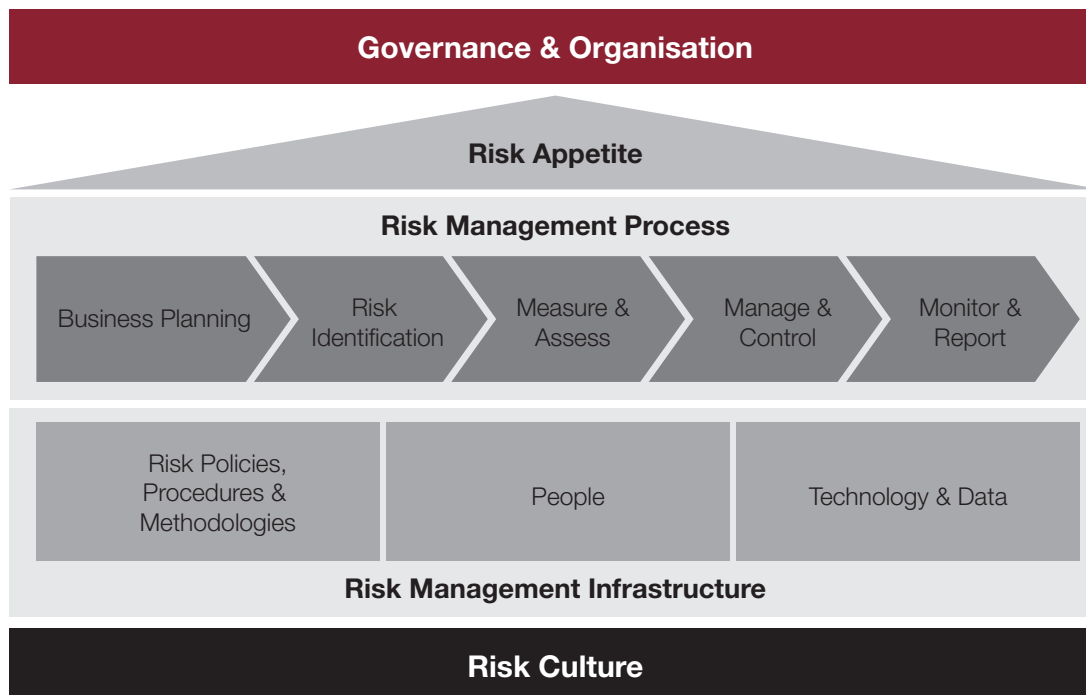 Governance & Organisation
Risk Appetite
Risk Management Process
Business Planning
Risk
Identification
Measure &
Assess
Manage &
Control
Monitor &
Report
Risk Policies,
Procedures &
Methodologies
People
Technology & Data
Risk Management Infrastructure
Risk Culture